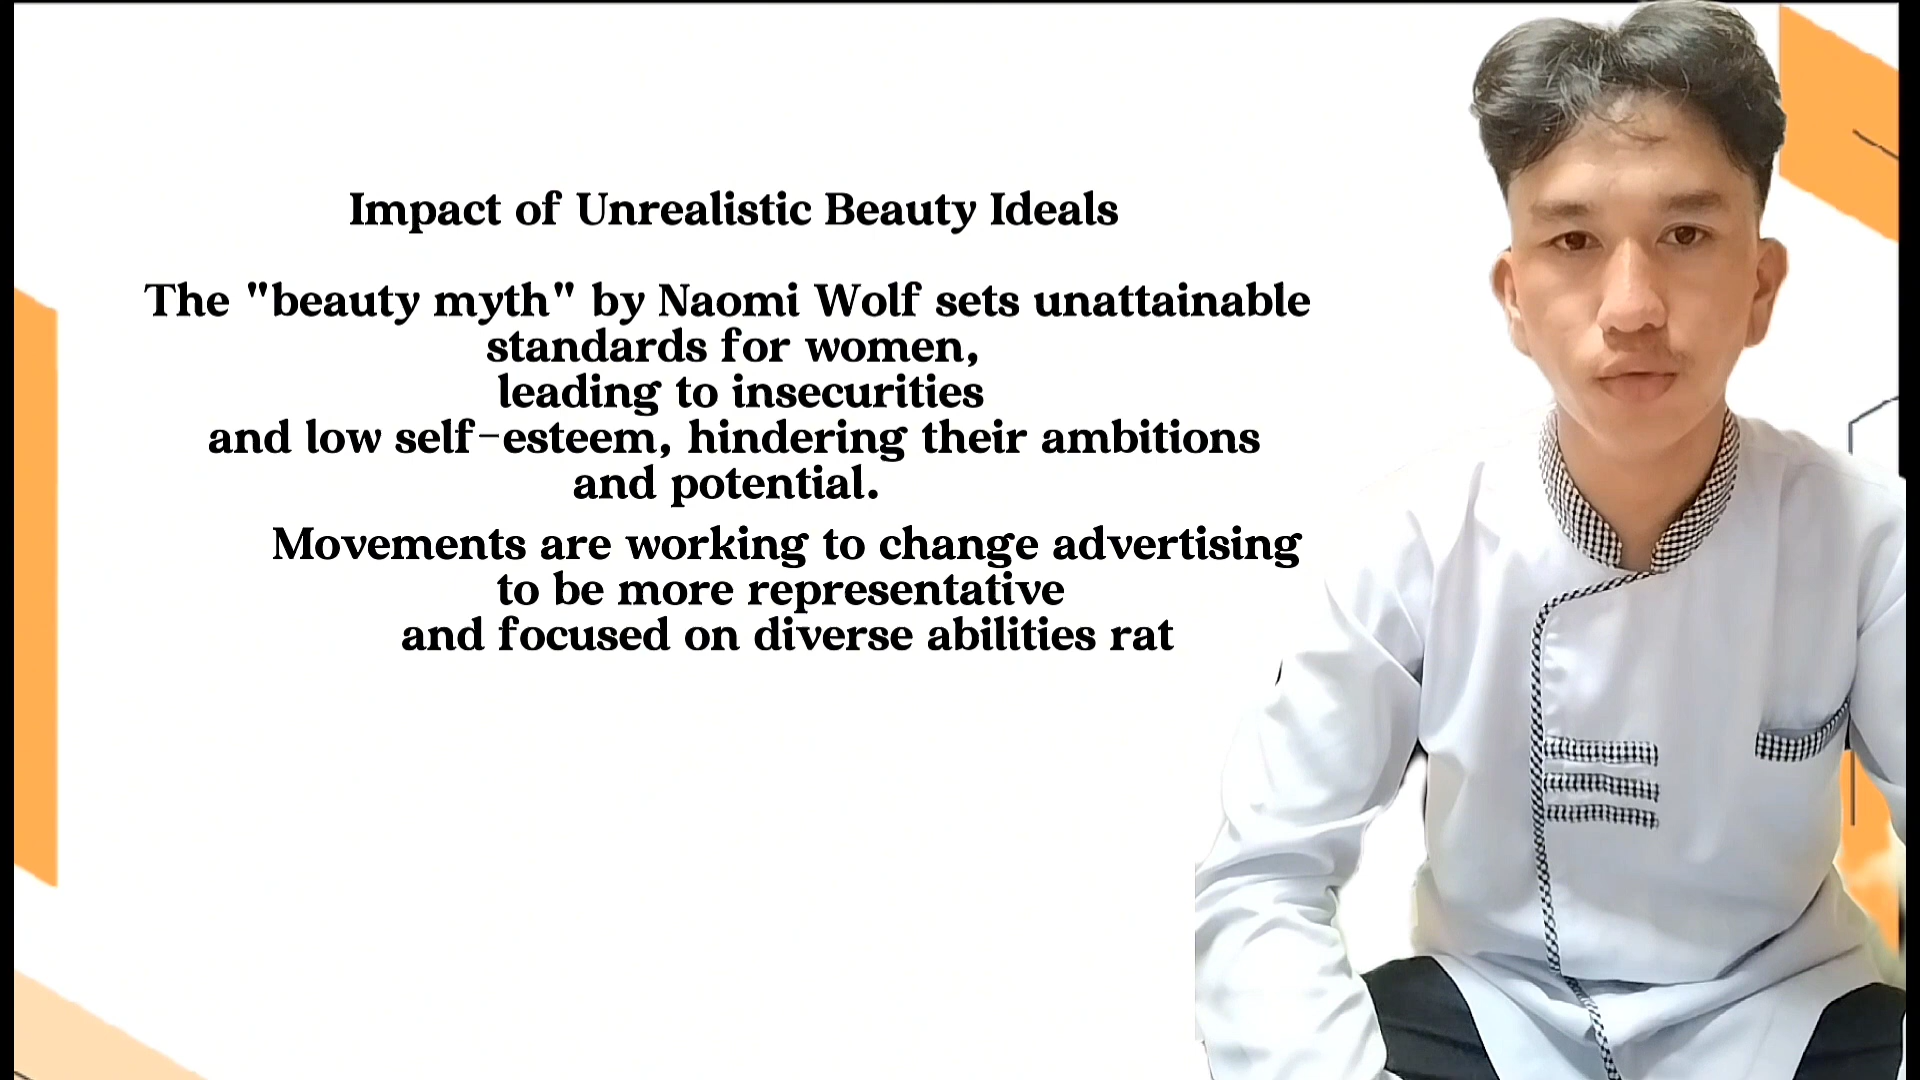 Impact of Unrealistic Beauty Ideals
The "beauty myth" by Naomi Wolf sets unattainable
standards for women,
leading to insecurities
and low self-esteem, hindering their ambitions
and potential.
Movements are working to change advertising
to be more representative
and focused on diverse abilities rat